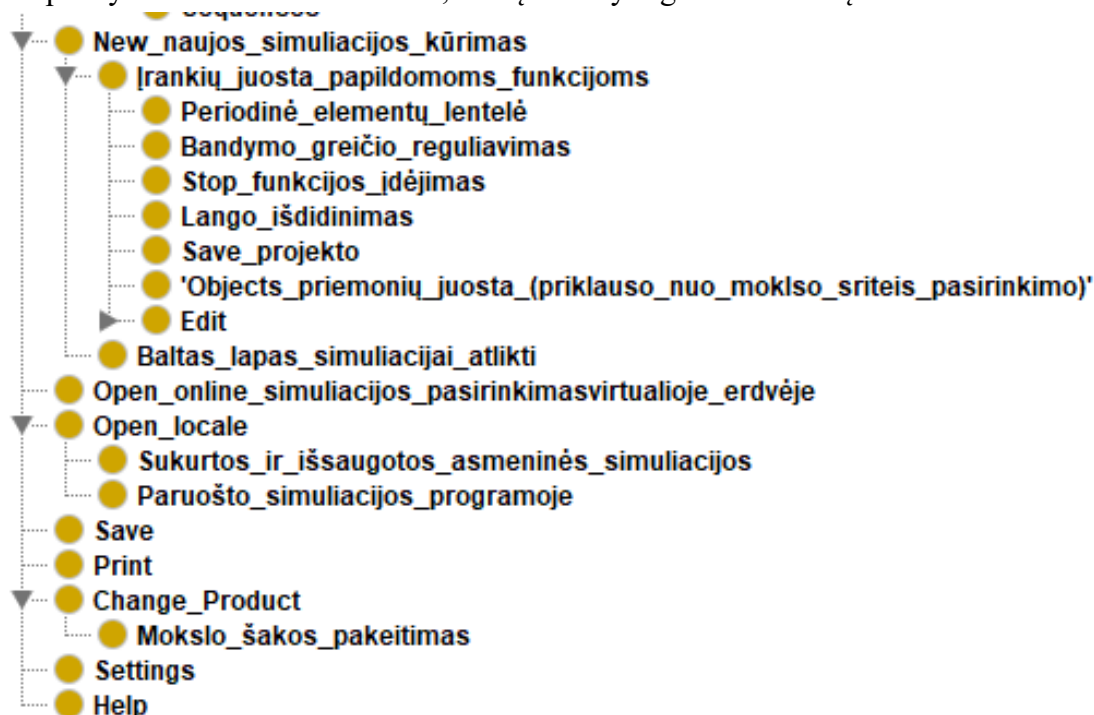 New_naujos_simuliacijos_kūrimas
Įrankių_juosta_papildomoms_funkcijoms
Periodinė_elementų_lentelė
Bandymo_greičio_reguliavimas
Stop_funkcijos_įdėjimas
Lango_išdidinimas
Save_projekto
'Objects_priemonių_juosta_(priklauso_nuo_moklso_sriteis_pasirinkimo)'
Edit
Baltas_lapas_simuliacijai_atlikti
Open_online_simuliacijos_pasirinkimasvirtualioje_erdvėje
Open_locale
Sukurtos_ir_išsaugotos_asmeninės_simuliacijos
Paruošto_simuliacijos_programoje
Save
Print
Change_Product
Mokslo_šakos_pakeitimas
Settings
Help